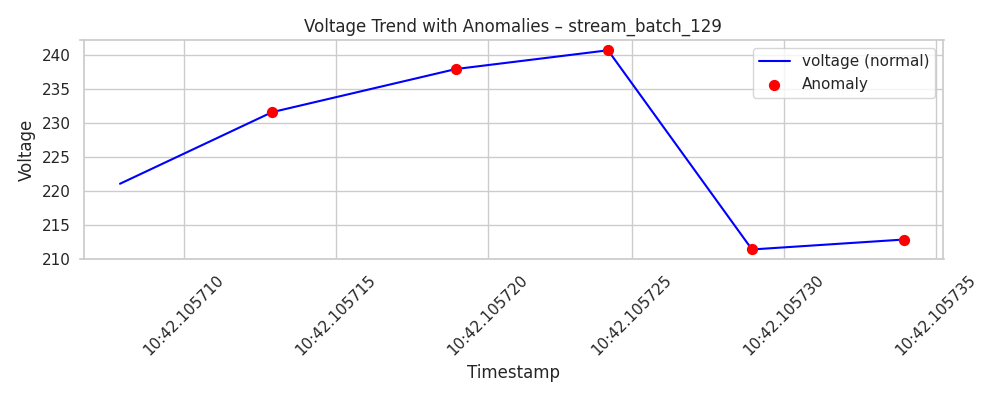 Voltage Trend with Anomalies – stream_batch_129
voltage (normal)
Anomaly
Voltage
240
235
230
225
220
215
210
10:42.105710
10:42.105715
10:42.105720
10:42.105725
10:42.105730
10:42.105735
Timestamp